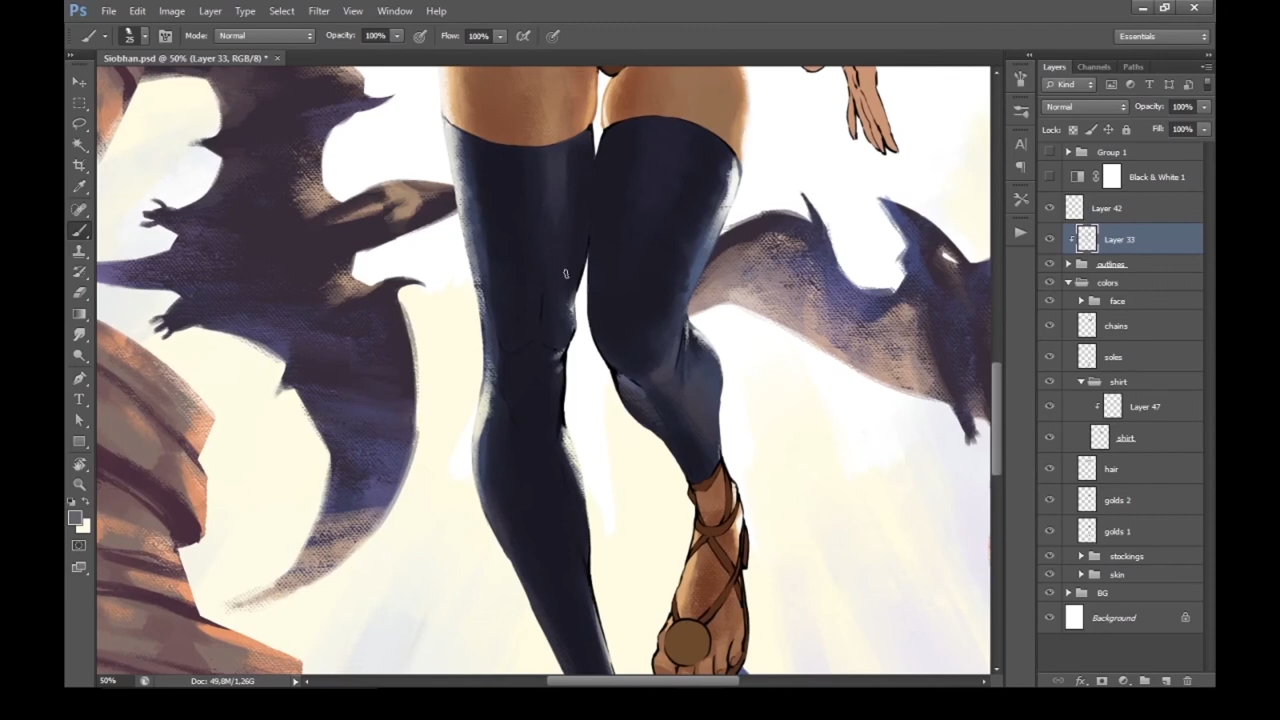 Ps File Edit Image Layer Type Select Filter View Window Help
25 Mode: Normal Opacity: 100% Flow: 100% Essentials
Siobhan.psd @ 50% (Layer 33, RGB/8) * ×
Layers Channels Paths
Kind
Normal Opacity: 100%
Lock: Fill: 100%
Group 1
Black & White 1
Layer 42
Layer 33
outlines
colors
face
chains
soles
shirt
Layer 47
shirt
hair
golds 2
golds 1
stockings
skin
BG
Background
50% Doc: 49,8M/1,26G